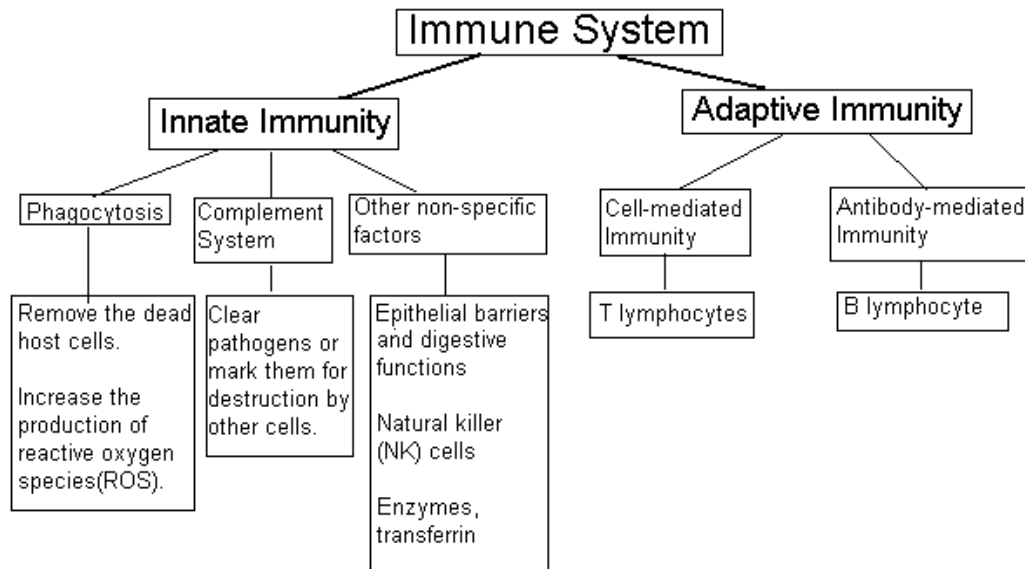 Immune System
Innate Immunity
Adaptive Immunity
Phagocytosis
Complement
System
Other non-specific
factors
Cell-mediated
Immunity
Antibody-mediated
Immunity
Remove the dead
host cells.
Increase the
production of
reactive oxygen
species(ROS).
Clear
pathogens or
mark them for
destruction by
other cells.
Epithelial barriers
and digestive
functions
Natural killer
(NK) cells
Enzymes,
transferrin
T lymphocytes
B lymphocyte